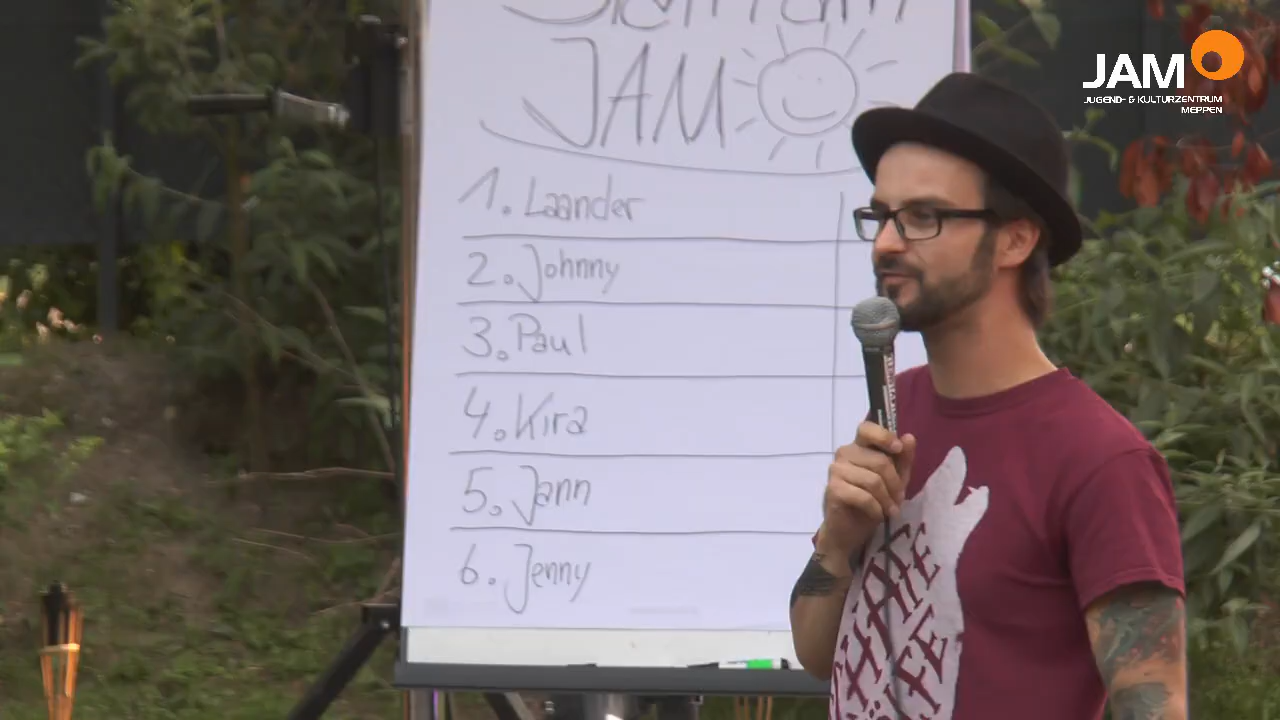 JAM
JAM
JUGEND- & KULTURZENTRUM
MEPPEN
1. Laander
2. Johnny
3. Paul
4. Kira
5. Jann
6. Jenny